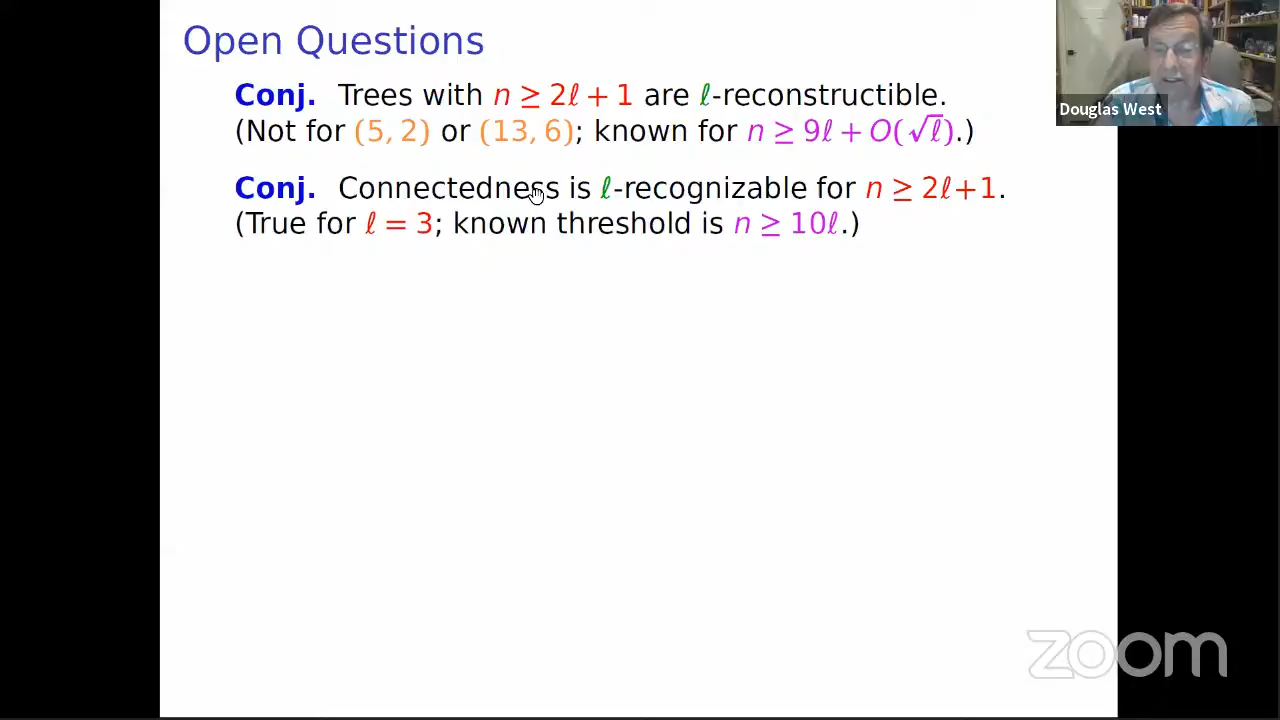 Open Questions
Conj. Trees with n ≥ 2ℓ + 1 are ℓ-reconstructible.
(Not for (5, 2) or (13, 6); known for n ≥ 9ℓ + O(√ℓ).)
Conj. Connectedness is ℓ-recognizable for n ≥ 2ℓ+1.
(True for ℓ = 3; known threshold is n ≥ 10ℓ.)
Douglas West
zoom